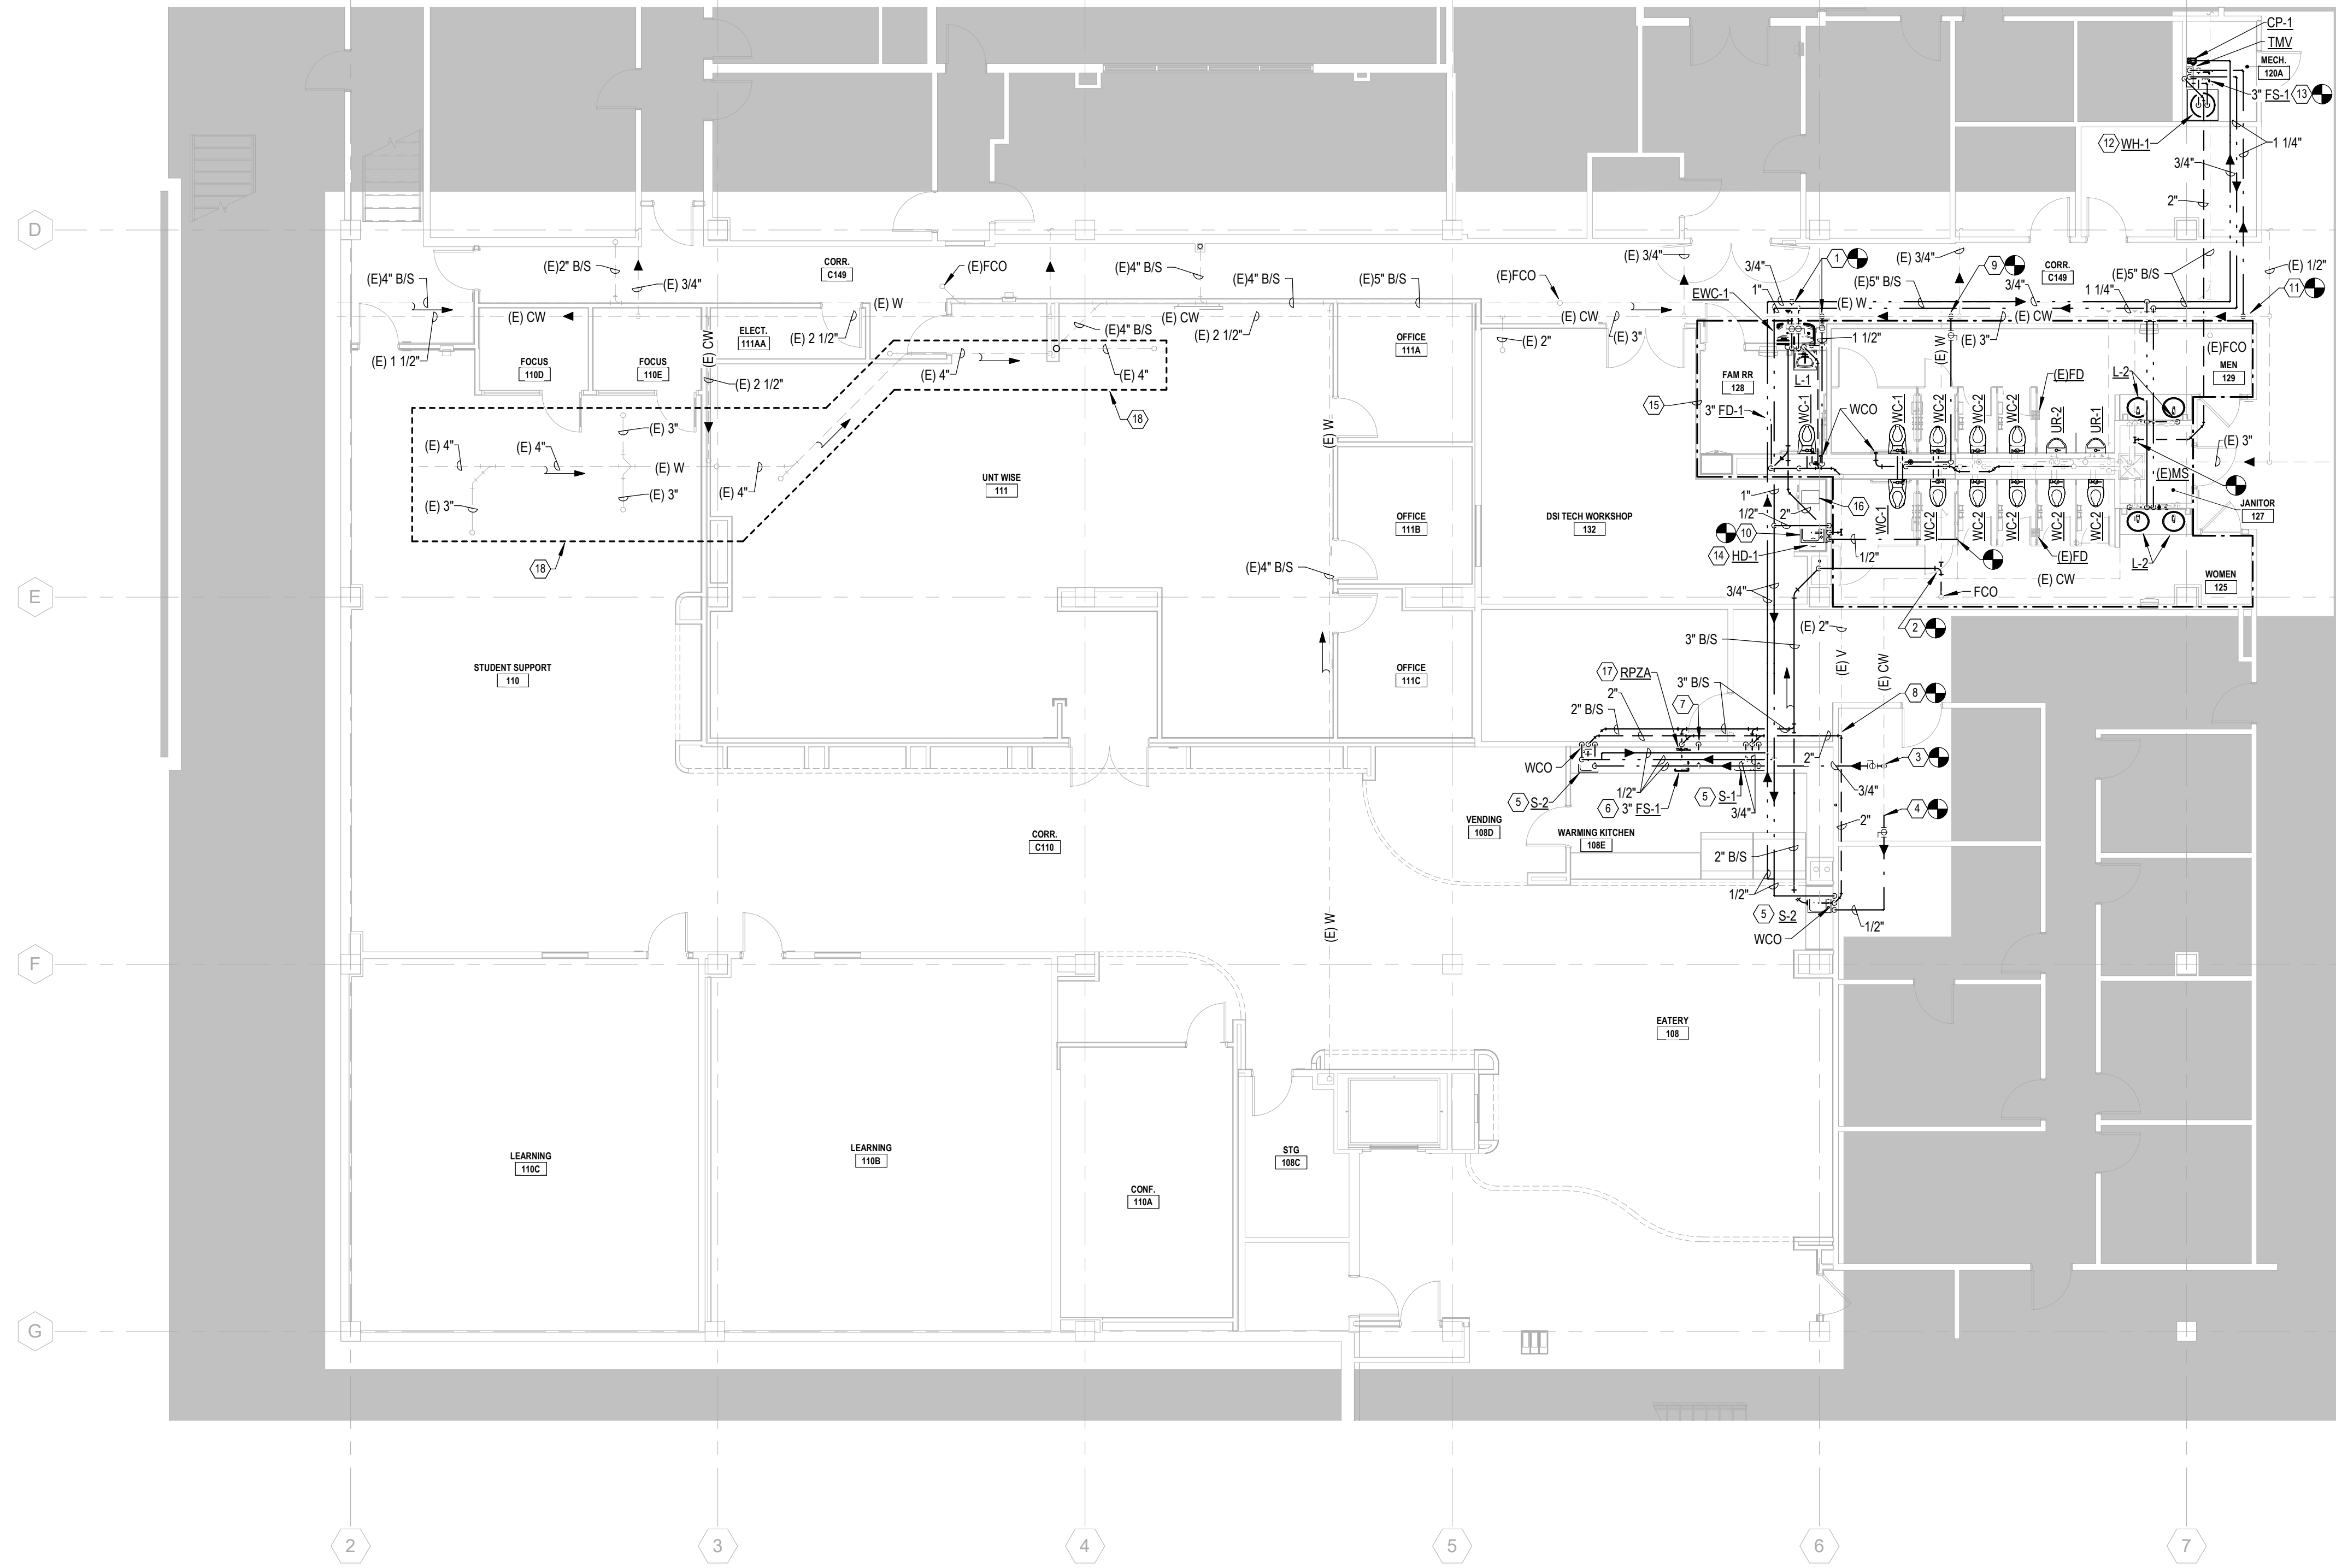 CP-1
TMV
MECH.
120A
3" FS-1 13
12 WH-1
1 1/4"
3/4"
2"
D
(E)4" B/S
(E)2" B/S
(E) 3/4"
CORR.
C149
(E)FCO
(E)4" B/S
(E)4" B/S
(E)5" B/S
(E)FCO
(E) 3/4"
3/4"
1
(E) 3/4"
9
CORR.
C149
(E)5" B/S
(E) 1/2"
EWC-1
1"
(E)5" B/S
3/4"
1 1/4"
11
(E) W
(E) W
(E) CW
(E) CW
(E) CW
(E) CW
(E) 1 1/2"
(E) CW
ELECT.
111AA
(E) 2 1/2"
(E)4" B/S
(E) 2 1/2"
(E) 2"
(E) 3"
1 1/2"
(E) W
(E) 3"
(E)FCO
OFFICE
111A
FOCUS
110D
FOCUS
110E
(E) 2 1/2"
(E) 4"
(E) 4"
FAM RR
128
L-1
(E)FD
L-2
MEN
129
15
3" FD-1
WC-1
WCO
WC-1
WC-2
WC-2
WC-2
UR-2
UR-1
18
(E) 3"
(E) W
(E) 4"
(E) 4"
(E) W
(E) 4"
(E) 3"
(E) 3"
(E) 3"
(E)MS
UNT WISE
111
1"
1/2"
2"
16
JANITOR
127
OFFICE
111B
DSI TECH WORKSHOP
132
WC-1
WC-2
WC-2
WC-2
WC-2
WC-2
10
14 HD-1
1/2"
(E)FD
L-2
18
(E)4" B/S
E
3/4"
(E) CW
WOMEN
125
FCO
2
(E) 2"
3" B/S
(E) V
(E) CW
STUDENT SUPPORT
110
OFFICE
111C
17 RPZA
3" B/S
7
8
2"
2" B/S
2"
3
WCO
3/4"
5 S-2
1/2"
6 3" FS-1
5 S-1
3/4"
4
2"
VENDING
108D
WARMING KITCHEN
108E
CORR.
C110
2" B/S
1/2"
5 S-2
1/2"
WCO
(E) W
F
EATERY
108
LEARNING
110C
LEARNING
110B
CONF.
110A
STG
108C
G
2
3
4
5
6
7